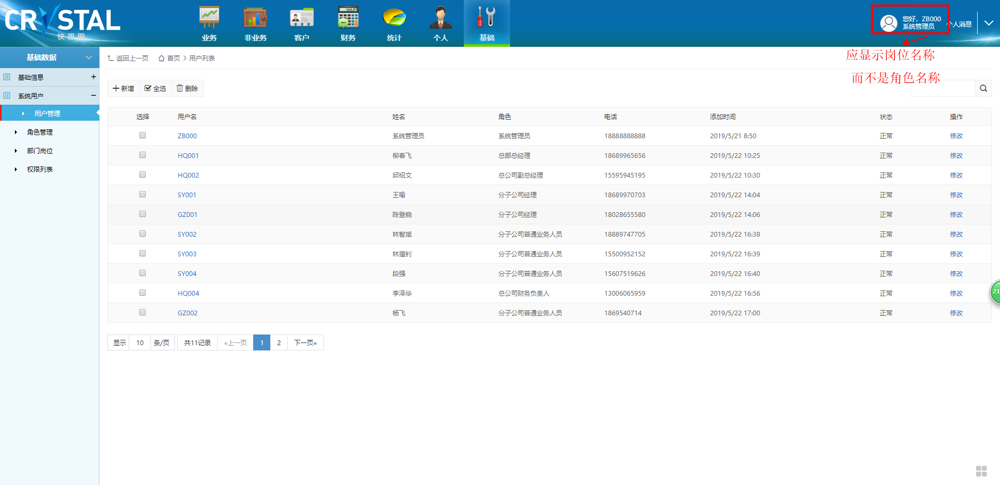 CRYSTAL
快思图
业务 非业务 客户 财务 统计 个人 基础
您好，ZB000
系统管理员
个人消息
应显示岗位名称
而不是角色名称
基础数据
基础信息 +
系统用户 −
用户管理
角色管理
部门岗位
权限列表
返回上一页 首页 > 用户列表
新增 全选 删除
选择 用户名 姓名 角色 电话 添加时间 状态 操作
ZB000 系统管理员 系统管理员 18888888888 2019/5/21 8:50 正常 修改
HQ001 柳春飞 总部总经理 18689965656 2019/5/22 10:25 正常 修改
HQ002 邱绍文 总公司副总经理 15595945195 2019/5/22 10:30 正常 修改
SY001 王喻 分子公司经理 18689970703 2019/5/22 14:04 正常 修改
GZ001 陈登晓 分子公司经理 18028655580 2019/5/22 14:06 正常 修改
SY002 林智斌 分子公司普通业务人员 18889747705 2019/5/22 16:38 正常 修改
SY003 林蕴钊 分子公司普通业务人员 15500952152 2019/5/22 16:39 正常 修改
SY004 段强 分子公司普通业务人员 15607519626 2019/5/22 16:40 正常 修改
HQ004 李泽华 总公司财务负责人 13006065959 2019/5/22 16:56 正常 修改
GZ002 杨飞 分子公司普通业务人员 1869540714 2019/5/22 17:00 正常 修改
显示 10 条/页 共11记录 «上一页 1 2 下一页»
21